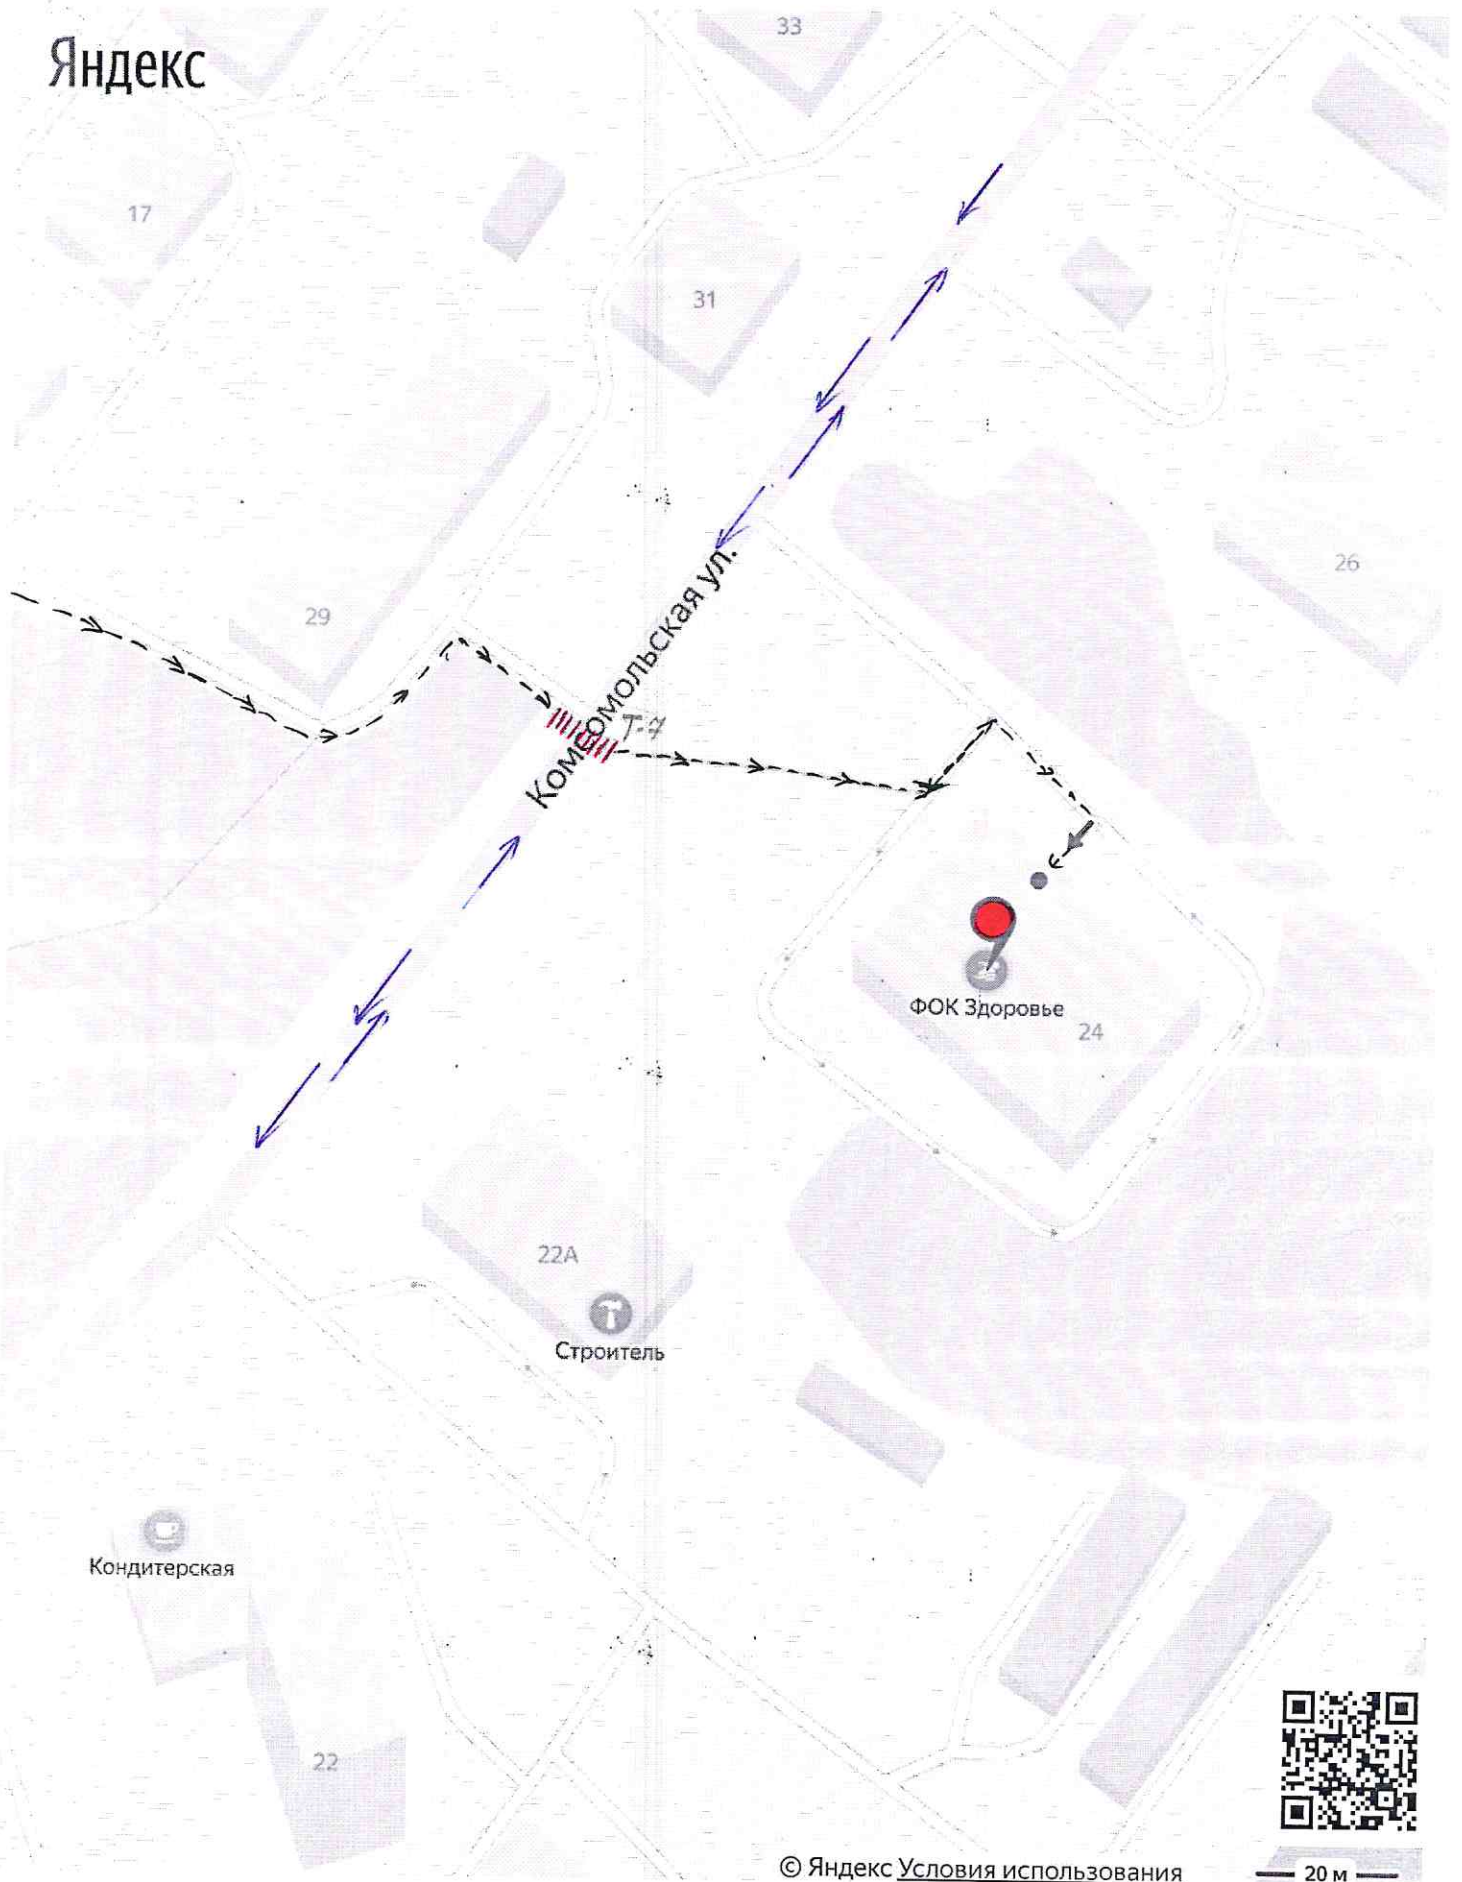 33
Яндекс
17
31
26
29
Комсомольская ул.
Т-7
ФОК Здоровье
24
22А
Строитель
Кондитерская
22
© Яндекс Условия использования
20 м